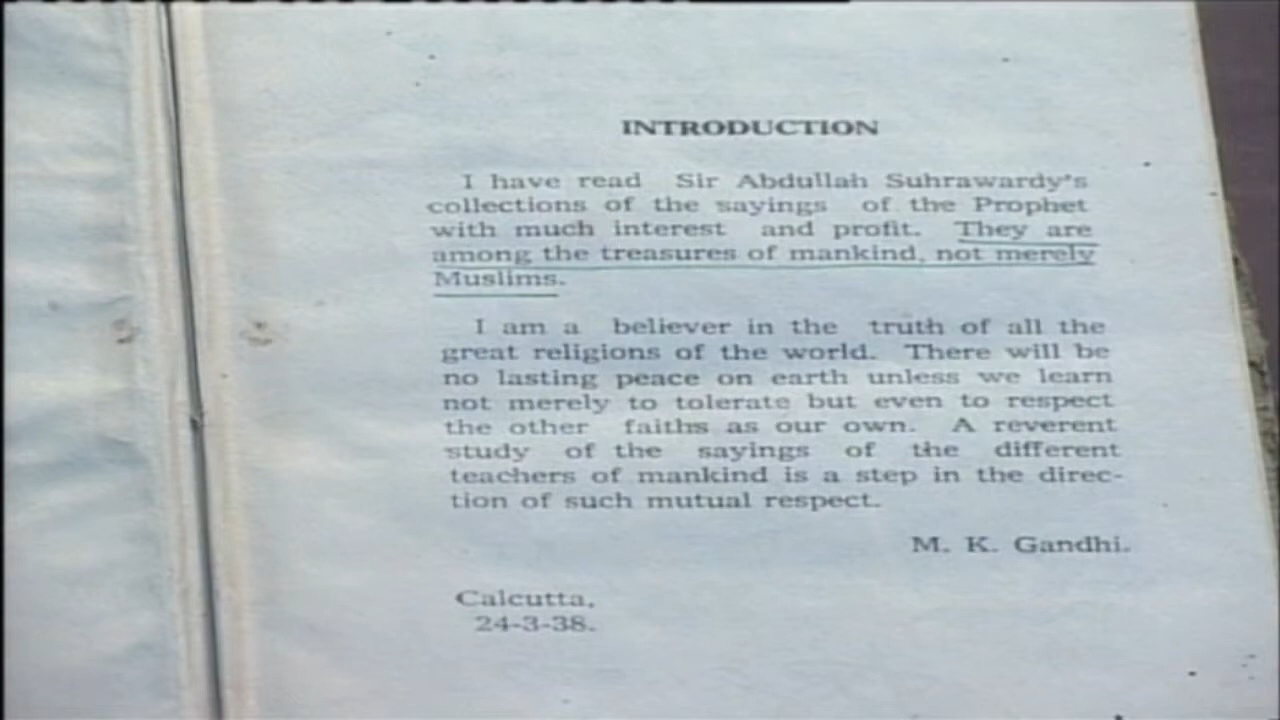 INTRODUCTION
I have read Sir Abdullah Suhrawardy's
collections of the sayings of the Prophet
with much interest and profit. They are
among the treasures of mankind, not merely
Muslims.
I am a believer in the truth of all the
great religions of the world. There will be
no lasting peace on earth unless we learn
not merely to tolerate but even to respect
the other faiths as our own. A reverent
study of the sayings of the different
teachers of mankind is a step in the direc-
tion of such mutual respect.
M. K. Gandhi.
Calcutta,
24-3-38.